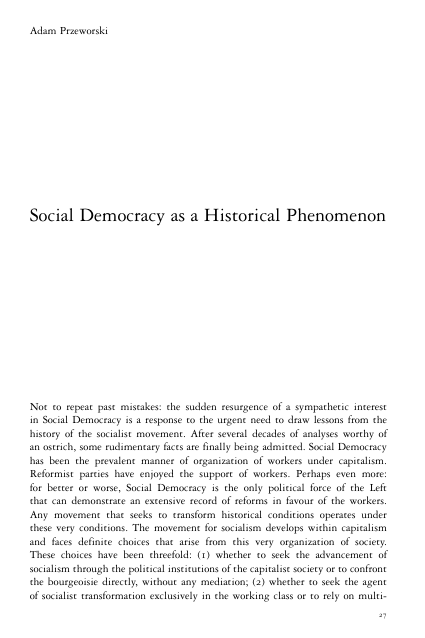 Adam Przeworski
Social Democracy as a Historical Phenomenon
Not to repeat past mistakes: the sudden resurgence of a sympathetic interest
in Social Democracy is a response to the urgent need to draw lessons from the
history of the socialist movement. After several decades of analyses worthy of
an ostrich, some rudimentary facts are finally being admitted. Social Democracy
has been the prevalent manner of organization of workers under capitalism.
Reformist parties have enjoyed the support of workers. Perhaps even more:
for better or worse, Social Democracy is the only political force of the Left
that can demonstrate an extensive record of reforms in favour of the workers.
Any movement that seeks to transform historical conditions operates under
these very conditions. The movement for socialism develops within capitalism
and faces definite choices that arise from this very organization of society.
These choices have been threefold: (1) whether to seek the advancement of
socialism through the political institutions of the capitalist society or to confront
the bourgeoisie directly, without any mediation; (2) whether to seek the agent
of socialist transformation exclusively in the working class or to rely on multi-
27